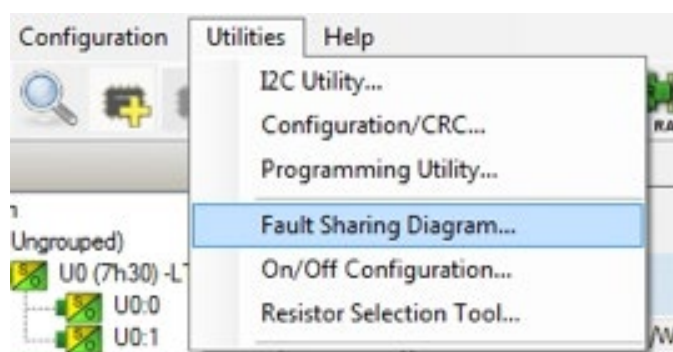 Configuration Utilities Help
I2C Utility...
Configuration/CRC...
RA
Programming Utility...
Fault Sharing Diagram...
Ungrouped)
U0 (7h30) -LT
On/Off Configuration...
U0:0
Resistor Selection Tool...
U0:1